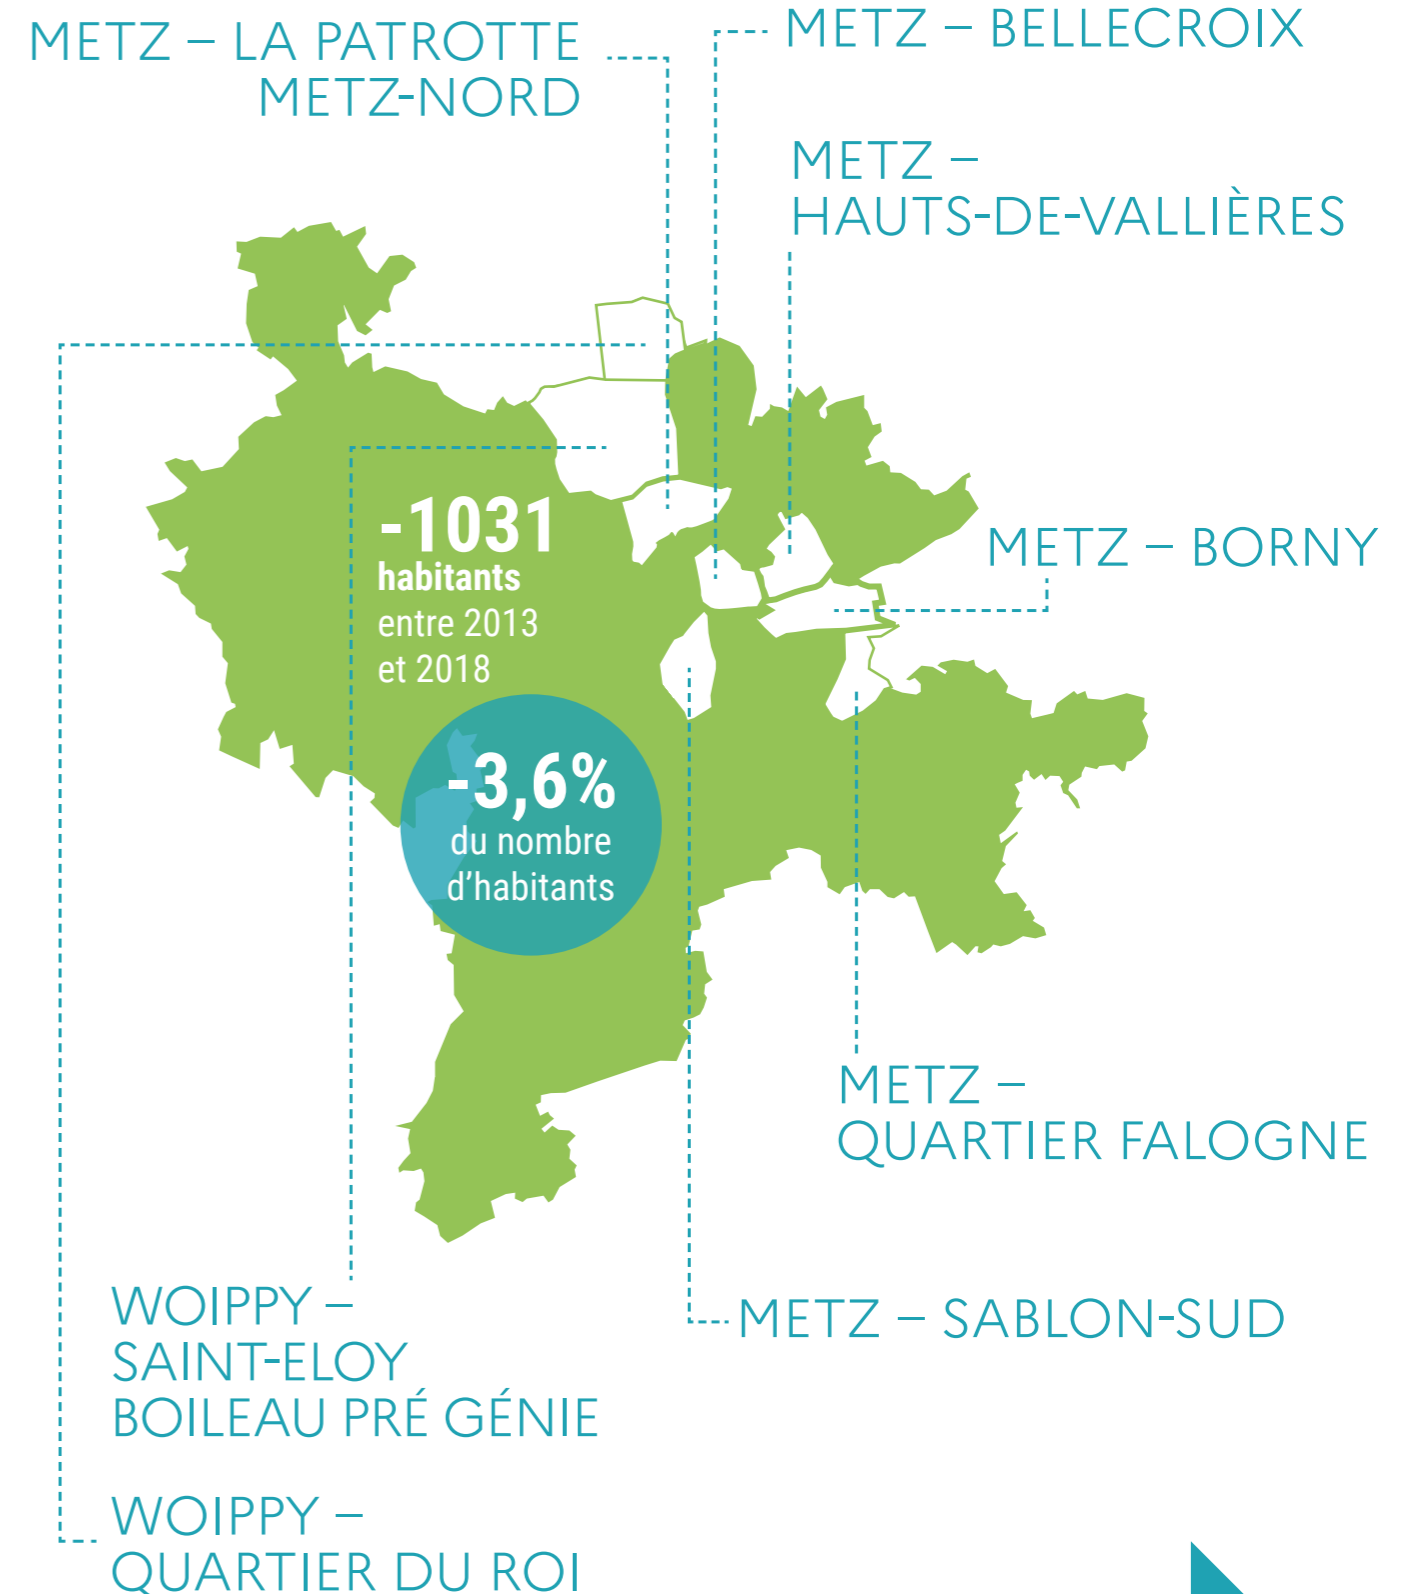 METZ – LA PATROTTE
METZ-NORD
METZ – BELLECROIX
METZ –
HAUTS-DE-VALLIÈRES
METZ – BORNY
-1031
habitants
entre 2013
et 2018
-3,6%
du nombre
d’habitants
METZ –
QUARTIER FALOGNE
METZ – SABLON-SUD
WOIPPY –
SAINT-ELOY
BOILEAU PRÉ GÉNIE
WOIPPY –
QUARTIER DU ROI